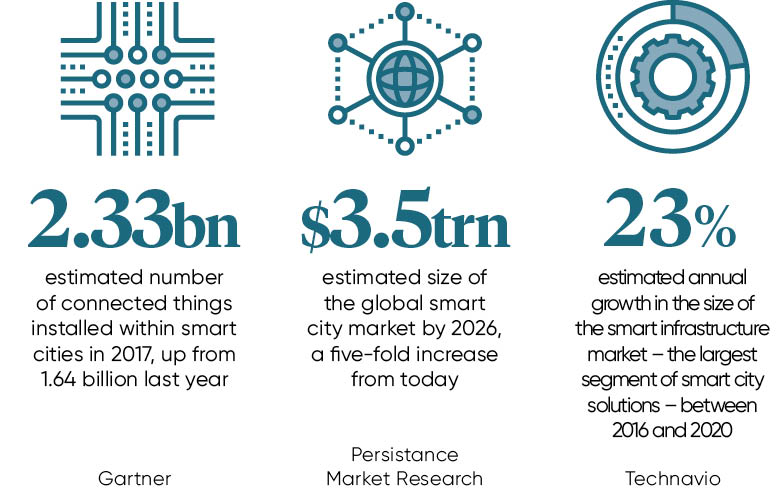 2.33bn
estimated number
of connected things
installed within smart
cities in 2017, up from
1.64 billion last year
Gartner
$3.5trn
estimated size of
the global smart
city market by 2026,
a five-fold increase
from today
Persistance
Market Research
23%
estimated annual
growth in the size of
the smart infrastructure
market – the largest
segment of smart city
solutions – between
2016 and 2020
Technavio